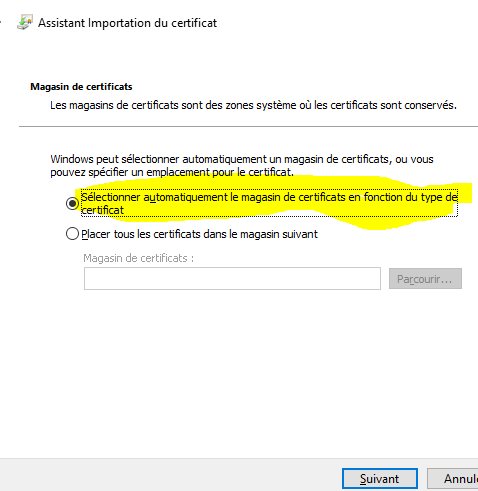 Assistant Importation du certificat
Magasin de certificats
Les magasins de certificats sont des zones système où les certificats sont conservés.
Windows peut sélectionner automatiquement un magasin de certificats, ou vous
pouvez spécifier un emplacement pour le certificat.
Sélectionner automatiquement le magasin de certificats en fonction du type de
certificat
Placer tous les certificats dans le magasin suivant
Magasin de certificats :
Parcourir...
Suivant
Annul